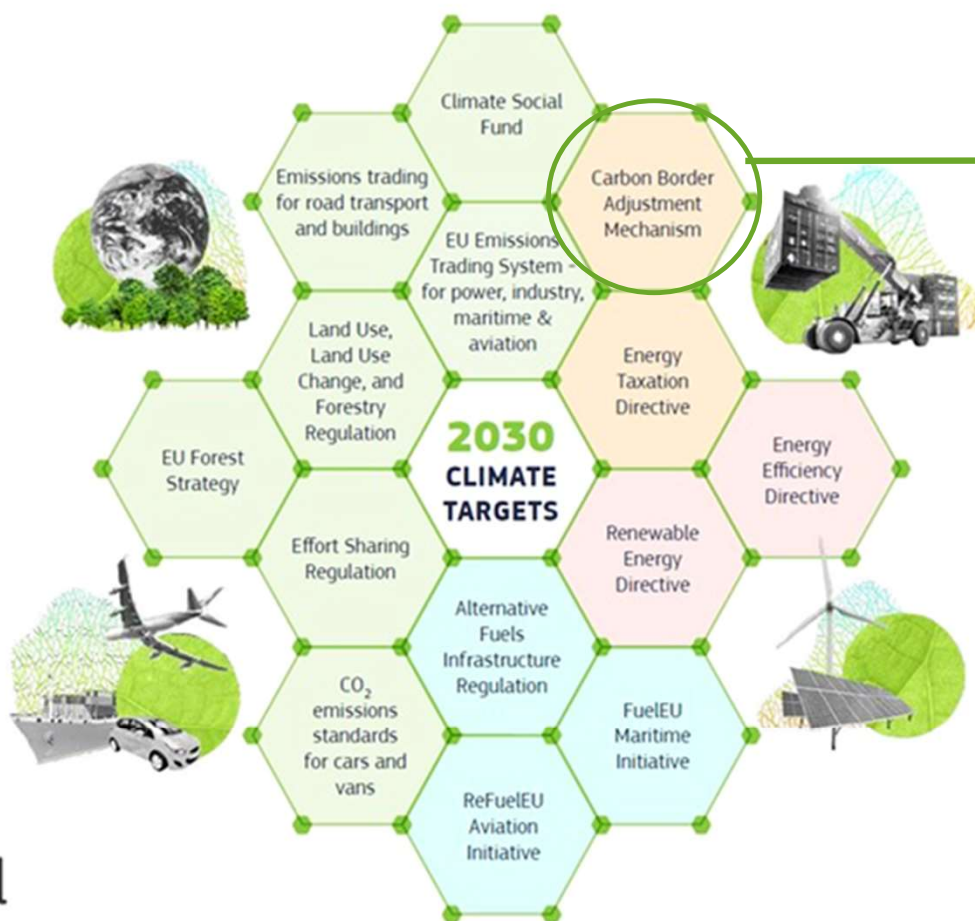 Climate Social
Fund
Emissions trading
for road transport
and buildings
Carbon Border
Adjustment
Mechanism
EU Emissions
Trading System –
for power, industry,
maritime &
aviation
Land Use,
Land Use
Change, and
Forestry
Regulation
Energy
Taxation
Directive
EU Forest
Strategy
2030
CLIMATE
TARGETS
Energy
Efficiency
Directive
Effort Sharing
Regulation
Renewable
Energy
Directive
Alternative
Fuels
Infrastructure
Regulation
CO₂
emissions
standards
for cars and
vans
FuelEU
Maritime
Initiative
ReFuelEU
Aviation
Initiative